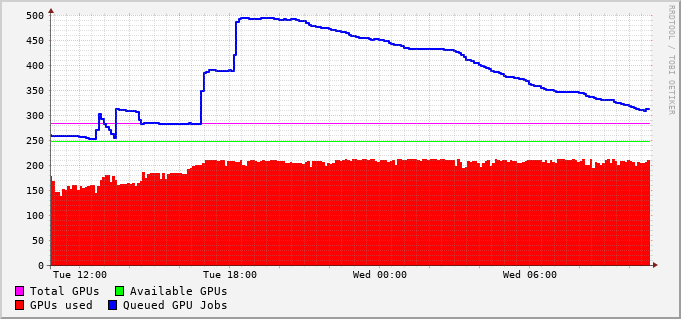 500
450
400
350
300
250
200
150
100
50
0
Tue 12:00 Tue 18:00 Wed 00:00 Wed 06:00
Total GPUs Available GPUs
GPUs used Queued GPU Jobs
RRDTOOL / TOBI OETIKER